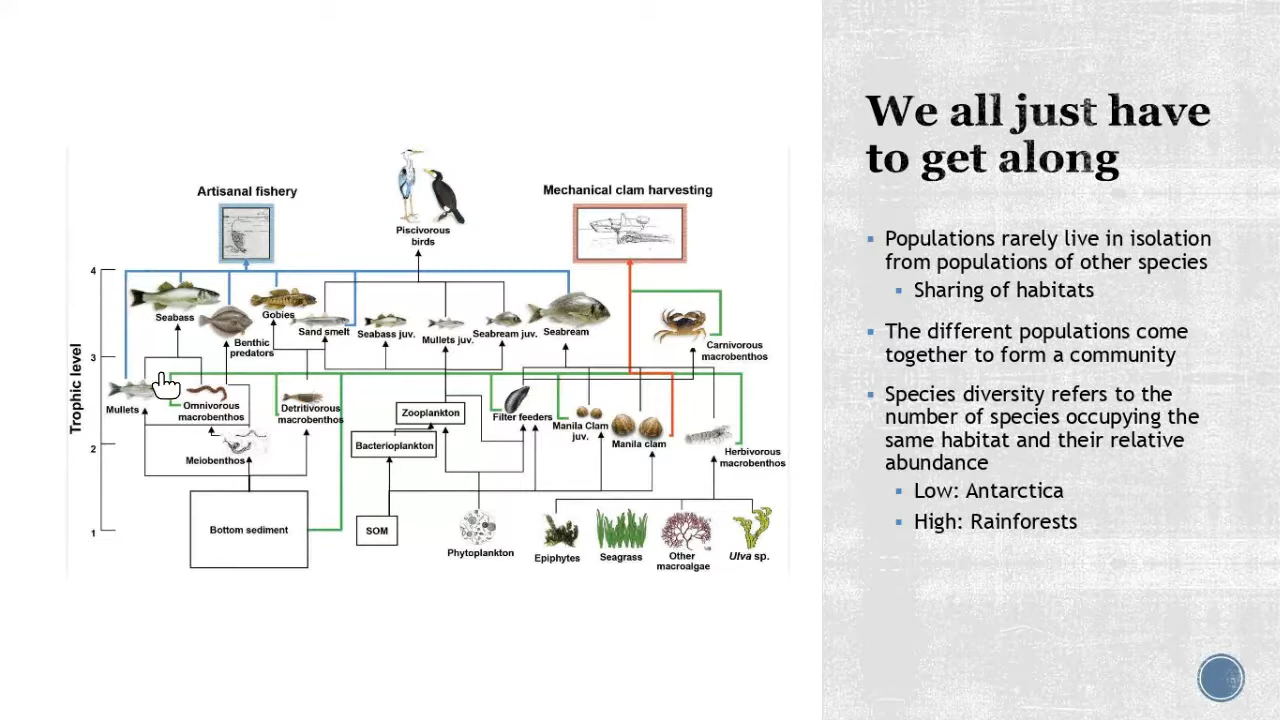 We all just have
to get along
Populations rarely live in isolation
from populations of other species
Sharing of habitats
The different populations come
together to form a community
Species diversity refers to the
number of species occupying the
same habitat and their relative
abundance
Low: Antarctica
High: Rainforests
Artisanal fishery
Mechanical clam harvesting
Piscivorous
birds
Trophic level
4
3
2
1
Seabass
Benthic
predators
Gobies
Sand smelt
Seabass juv.
Mullets juv.
Seabream juv.
Seabream
Carnivorous
macrobenthos
Mullets
Omnivorous
macrobenthos
Detritivorous
macrobenthos
Meiobenthos
Zooplankton
Bacterioplankton
Filter feeders
Manila Clam
juv.
Manila clam
Herbivorous
macrobenthos
Bottom sediment
SOM
Phytoplankton
Epiphytes
Seagrass
Other
macroalgae
Ulva sp.